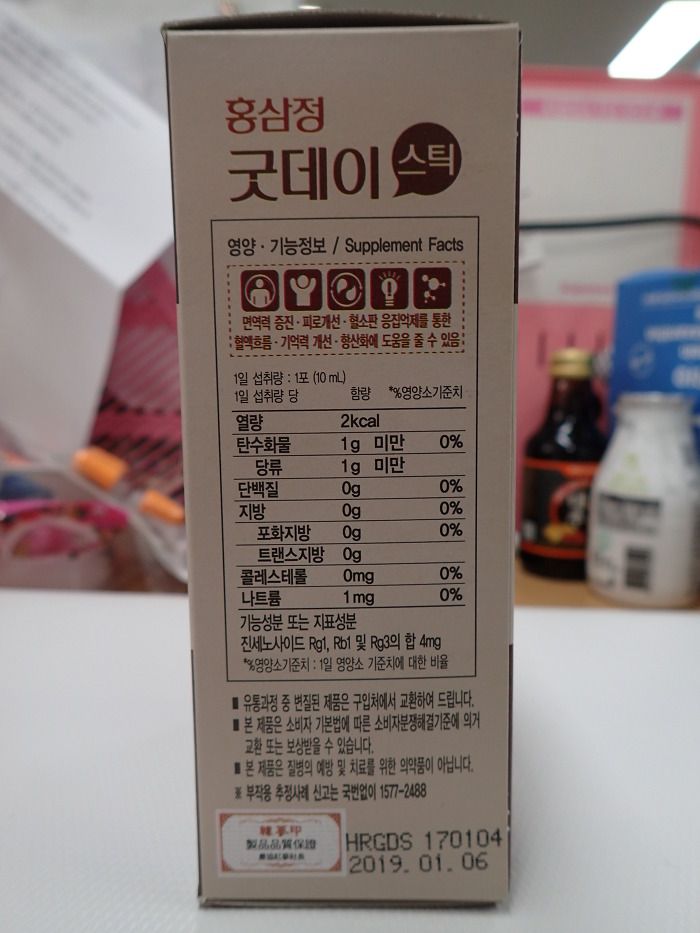 홍삼정
굿데이 스틱
영양 · 기능정보 / Supplement Facts
면역력 증진 · 피로개선 · 혈소판 응집억제를 통한
혈액흐름 · 기억력 개선 · 항산화에 도움을 줄 수 있음
1일 섭취량 : 1포 (10 mL)
1일 섭취량 당 함량 *%영양소기준치
열량 2kcal
탄수화물 1g 미만 0%
당류 1g 미만
단백질 0g 0%
지방 0g 0%
포화지방 0g 0%
트랜스지방 0g
콜레스테롤 0mg 0%
나트륨 1mg 0%
기능성분 또는 지표성분
진세노사이드 Rg1, Rb1 및 Rg3의 합 4mg
*%영양소기준치 : 1일 영양소 기준치에 대한 비율
■ 유통과정 중 변질된 제품은 구입처에서 교환하여 드립니다.
■ 본 제품은 소비자 기본법에 따른 소비자분쟁해결기준에 의거
교환 또는 보상받을 수 있습니다.
■ 본 제품은 질병의 예방 및 치료를 위한 의약품이 아닙니다.
※ 부작용 추정사례 신고는 국번없이 1577-2488
製品品質保證
HRGDS 170104
2019. 01. 06